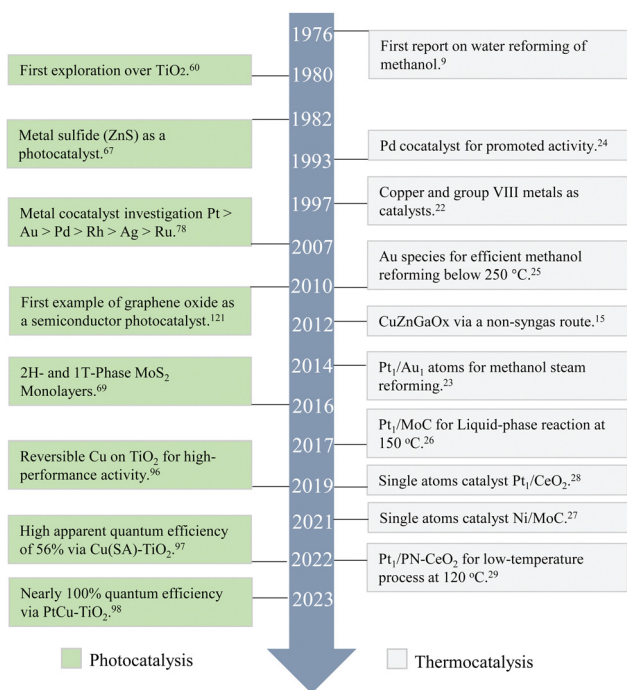 1976
First report on water reforming of
methanol.9
First exploration over TiO2.60
1980
1982
Metal sulfide (ZnS) as a
photocatalyst.67
Pd cocatalyst for promoted activity.24
1993
Copper and group VIII metals as
catalysts.22
1997
Metal cocatalyst investigation Pt >
Au > Pd > Rh > Ag > Ru.78
2007
Au species for efficient methanol
reforming below 250 °C.25
2010
First example of graphene oxide as
a semiconductor photocatalyst.121
2012
CuZnGaOx via a non-syngas route.15
2014
Pt1/Au1 atoms for methanol steam
reforming.23
2H- and 1T-Phase MoS2
Monolayers.69
2016
2017
Pt1/MoC for Liquid-phase reaction at
150 °C.26
Reversible Cu on TiO2 for high-
performance activity.96
2019
Single atoms catalyst Pt1/CeO2.28
2021
Single atoms catalyst Ni/MoC.27
High apparent quantum efficiency
of 56% via Cu(SA)-TiO2.97
2022
Pt1/PN-CeO2 for low-temperature
process at 120 °C.29
Nearly 100% quantum efficiency
via PtCu-TiO2.98
2023
Photocatalysis
Thermocatalysis